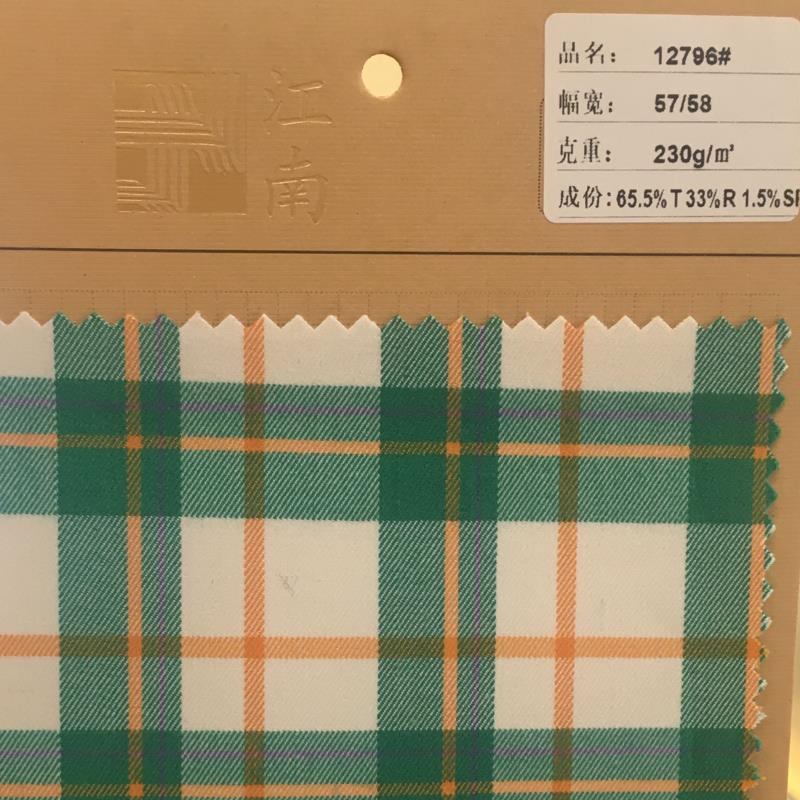 江
南
品名： 12796#
幅宽： 57/58
克重： 230g/㎡
成份：65.5%T 33%R 1.5%SP